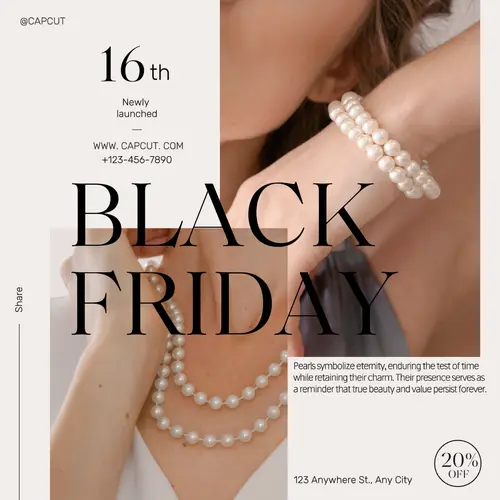 @CAPCUT
16th
Newly
launched
WWW. CAPCUT. COM
+123-456-7890
BLACK
FRIDAY
Share
Pearls symbolize eternity, enduring the test of time
while retaining their charm. Their presence serves as
a reminder that true beauty and value persist forever.
123 Anywhere St., Any City
20%
OFF